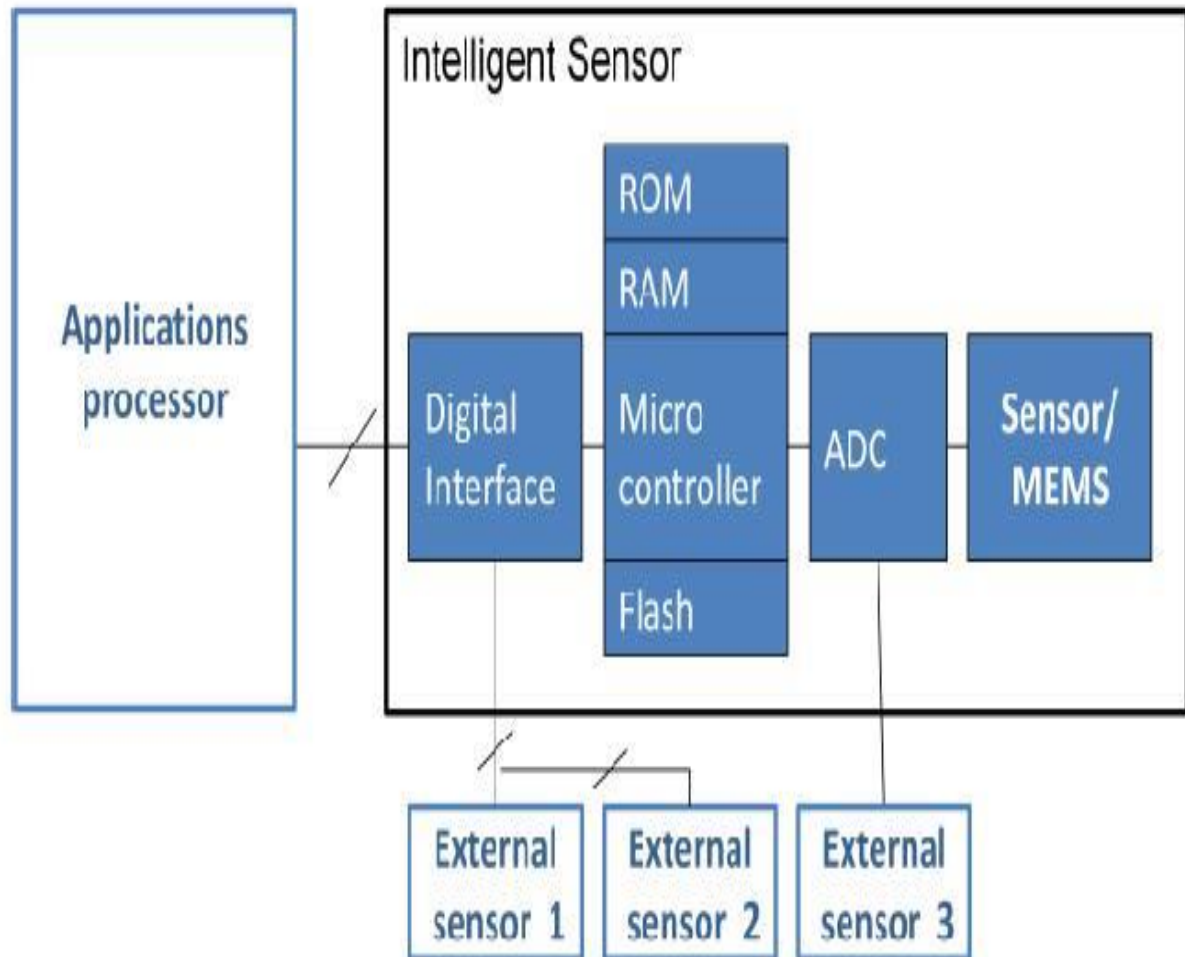 Intelligent Sensor
Applications
processor
Digital
Interface
ROM
RAM
Micro
controller
Flash
ADC
Sensor/
MEMS
External
sensor 1
External
sensor 2
External
sensor 3